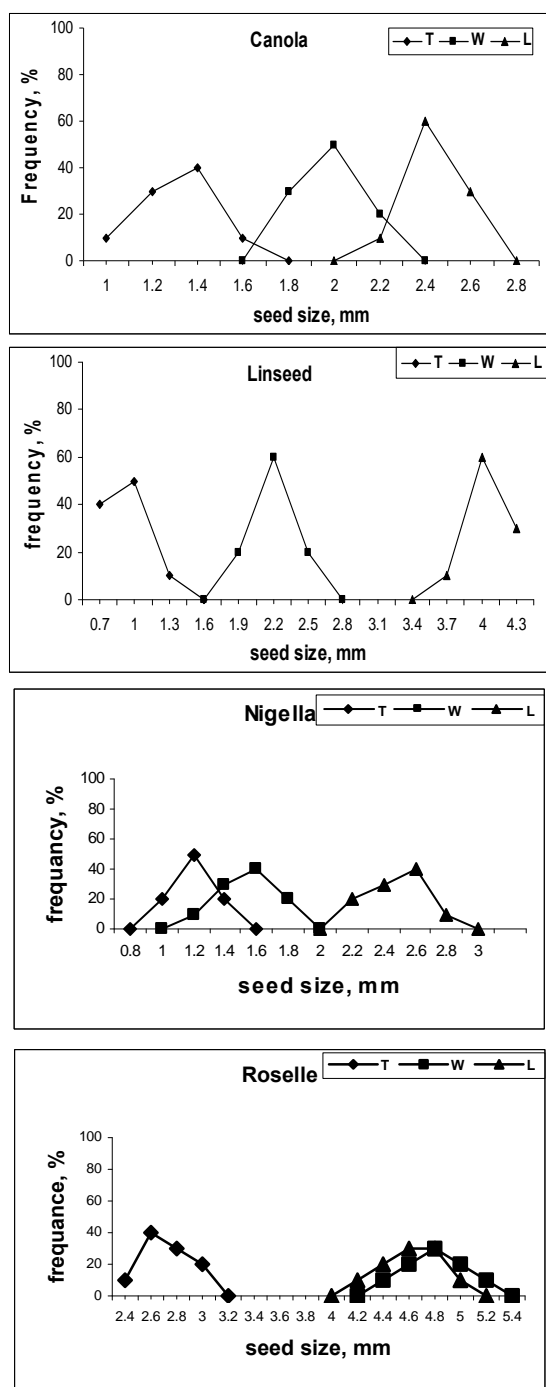 Canola
T W L
Frequency, %
100
80
60
40
20
0
1 1.2 1.4 1.6 1.8 2 2.2 2.4 2.6 2.8
seed size, mm
Linseed
T W L
frequency, %
100
80
60
40
20
0
0.7 1 1.3 1.6 1.9 2.2 2.5 2.8 3.1 3.4 3.7 4 4.3
seed size, mm
Nigella
T W L
frequancy, %
100
80
60
40
20
0
0.8 1 1.2 1.4 1.6 1.8 2 2.2 2.4 2.6 2.8 3
seed size, mm
Roselle
T W L
frequance, %
100
80
60
40
20
0
2.4 2.6 2.8 3 3.2 3.4 3.6 3.8 4 4.2 4.4 4.6 4.8 5 5.2 5.4
seed size, mm